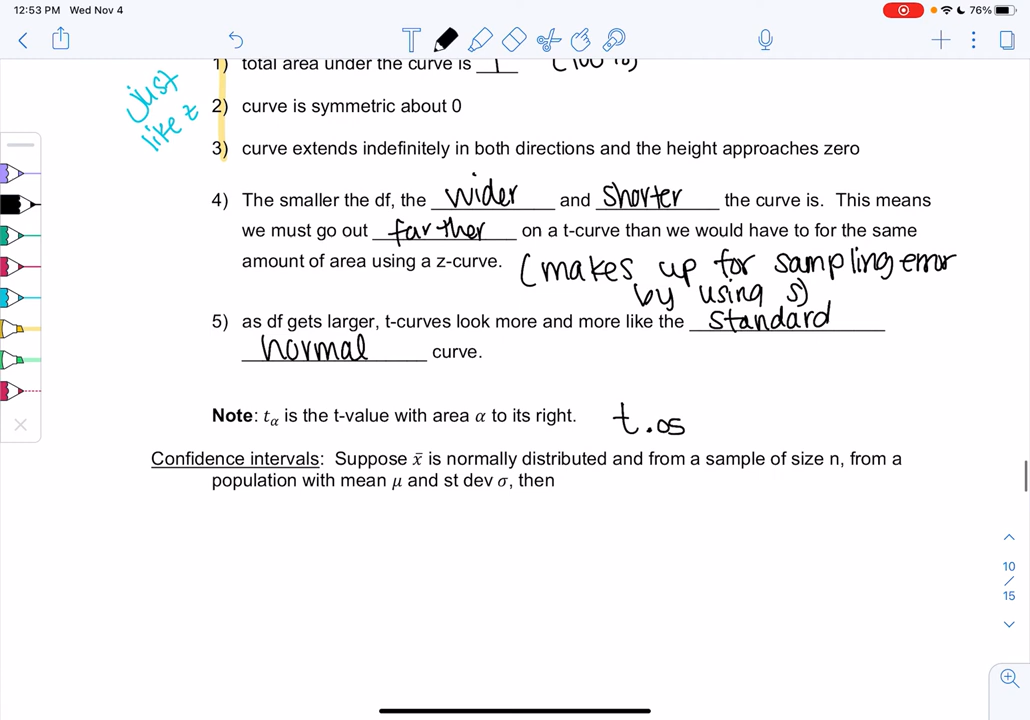 12:53 PM Wed Nov 4 76%
T
1) total area under the curve is 1 (100 %)
just
like z
2) curve is symmetric about 0
3) curve extends indefinitely in both directions and the height approaches zero
4) The smaller the df, the wider and shorter the curve is. This means
we must go out farther on a t-curve than we would have to for the same
amount of area using a z-curve. (makes up for sampling error
by using s)
5) as df gets larger, t-curves look more and more like the standard
normal curve.
Note: tα is the t-value with area α to its right. t.05
Confidence intervals: Suppose x̄ is normally distributed and from a sample of size n, from a
population with mean μ and st dev σ, then
10
/
15